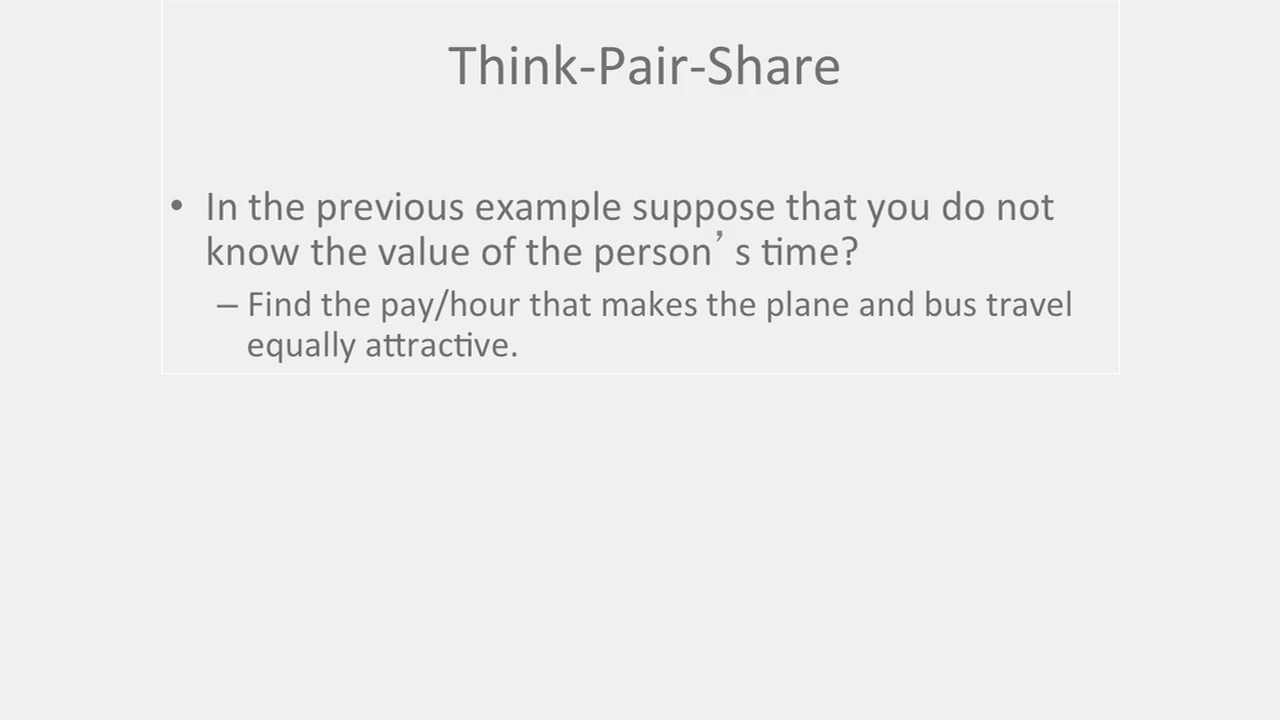 Think-Pair-Share
• In the previous example suppose that you do not
know the value of the person’s time?
– Find the pay/hour that makes the plane and bus travel
equally attractive.